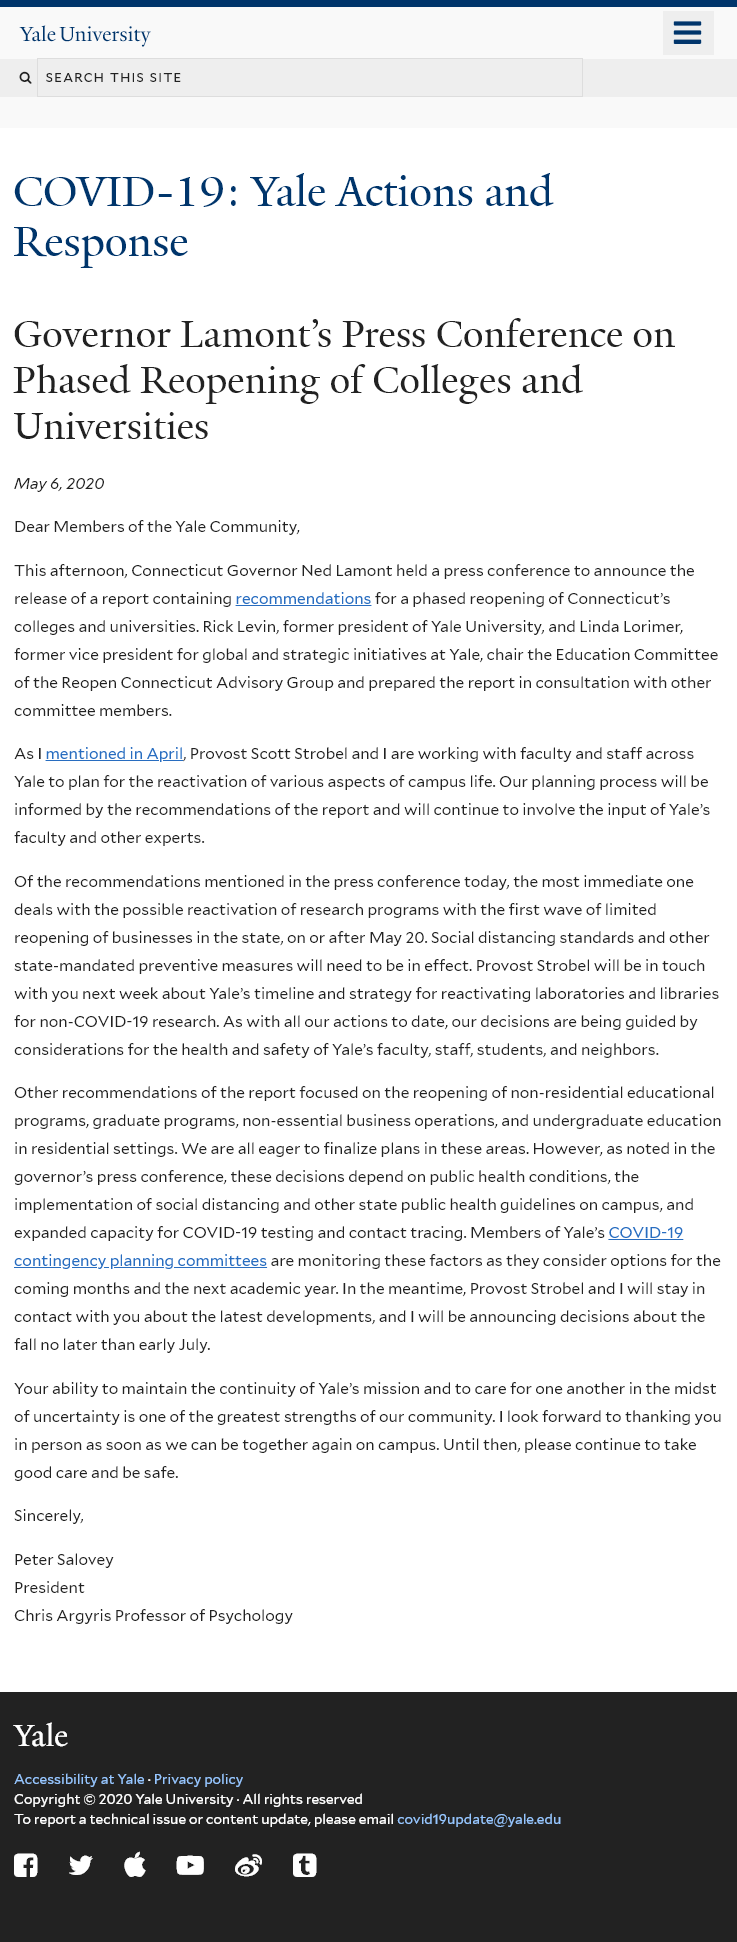 Yale University
SEARCH THIS SITE
COVID-19: Yale Actions and
Response
Governor Lamont’s Press Conference on
Phased Reopening of Colleges and
Universities
May 6, 2020
Dear Members of the Yale Community,
This afternoon, Connecticut Governor Ned Lamont held a press conference to announce the
release of a report containing recommendations for a phased reopening of Connecticut’s
colleges and universities. Rick Levin, former president of Yale University, and Linda Lorimer,
former vice president for global and strategic initiatives at Yale, chair the Education Committee
of the Reopen Connecticut Advisory Group and prepared the report in consultation with other
committee members.
As I mentioned in April, Provost Scott Strobel and I are working with faculty and staff across
Yale to plan for the reactivation of various aspects of campus life. Our planning process will be
informed by the recommendations of the report and will continue to involve the input of Yale’s
faculty and other experts.
Of the recommendations mentioned in the press conference today, the most immediate one
deals with the possible reactivation of research programs with the first wave of limited
reopening of businesses in the state, on or after May 20. Social distancing standards and other
state-mandated preventive measures will need to be in effect. Provost Strobel will be in touch
with you next week about Yale’s timeline and strategy for reactivating laboratories and libraries
for non-COVID-19 research. As with all our actions to date, our decisions are being guided by
considerations for the health and safety of Yale’s faculty, staff, students, and neighbors.
Other recommendations of the report focused on the reopening of non-residential educational
programs, graduate programs, non-essential business operations, and undergraduate education
in residential settings. We are all eager to finalize plans in these areas. However, as noted in the
governor’s press conference, these decisions depend on public health conditions, the
implementation of social distancing and other state public health guidelines on campus, and
expanded capacity for COVID-19 testing and contact tracing. Members of Yale’s COVID-19
contingency planning committees are monitoring these factors as they consider options for the
coming months and the next academic year. In the meantime, Provost Strobel and I will stay in
contact with you about the latest developments, and I will be announcing decisions about the
fall no later than early July.
Your ability to maintain the continuity of Yale’s mission and to care for one another in the midst
of uncertainty is one of the greatest strengths of our community. I look forward to thanking you
in person as soon as we can be together again on campus. Until then, please continue to take
good care and be safe.
Sincerely,
Peter Salovey
President
Chris Argyris Professor of Psychology
Yale
Accessibility at Yale · Privacy policy
Copyright © 2020 Yale University · All rights reserved
To report a technical issue or content update, please email covid19update@yale.edu